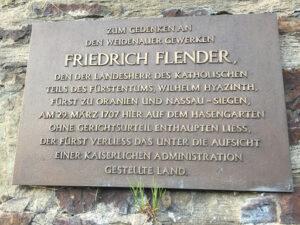 ZUM GEDENKEN AN
DEN WEIDENAUER GEWERKEN
FRIEDRICH FLENDER,
DEN DER LANDESHERR DES KATHOLISCHEN
TEILS DES FÜRSTENTUMS, WILHELM HYAZINTH,
FÜRST ZU ORANIEN UND NASSAU-SIEGEN,
AM 29. MÄRZ 1707 HIER AUF DEM HASENGARTEN
OHNE GERICHTSURTEIL ENTHAUPTEN LIESS.
DER FÜRST VERLIESS DAS UNTER DIE AUFSICHT
EINER KAISERLICHEN ADMINISTRATION
GESTELLTE LAND.